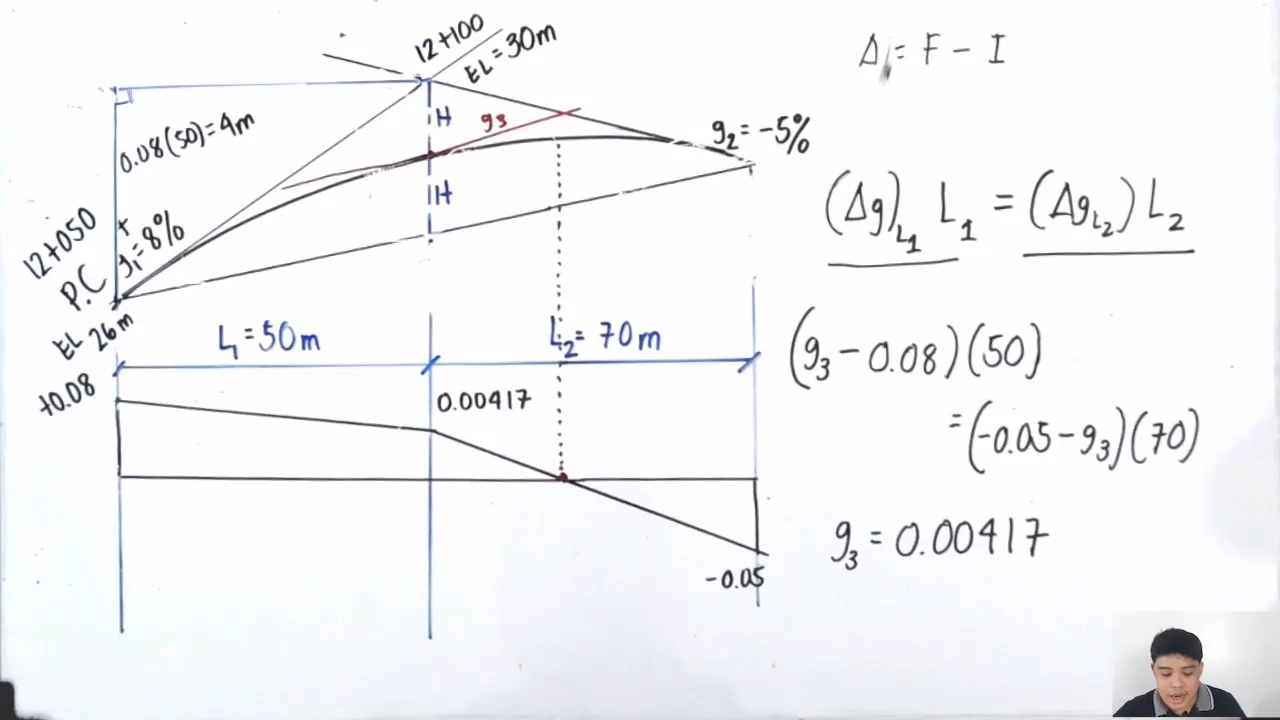 12+100
EL = 30m
0.08(50) = 4m
H
g₃
H
g₂ = -5%
12+050
P.C
EL 26m
+
g₁ = 8%
L₁ = 50m
L₂ = 70m
+0.08
0.00417
-0.05
Δ = F - I
(Δg)L₁ L₁ = (ΔgL₂) L₂
(g₃ - 0.08)(50)
= (-0.05 - g₃)(70)
g₃ = 0.00417